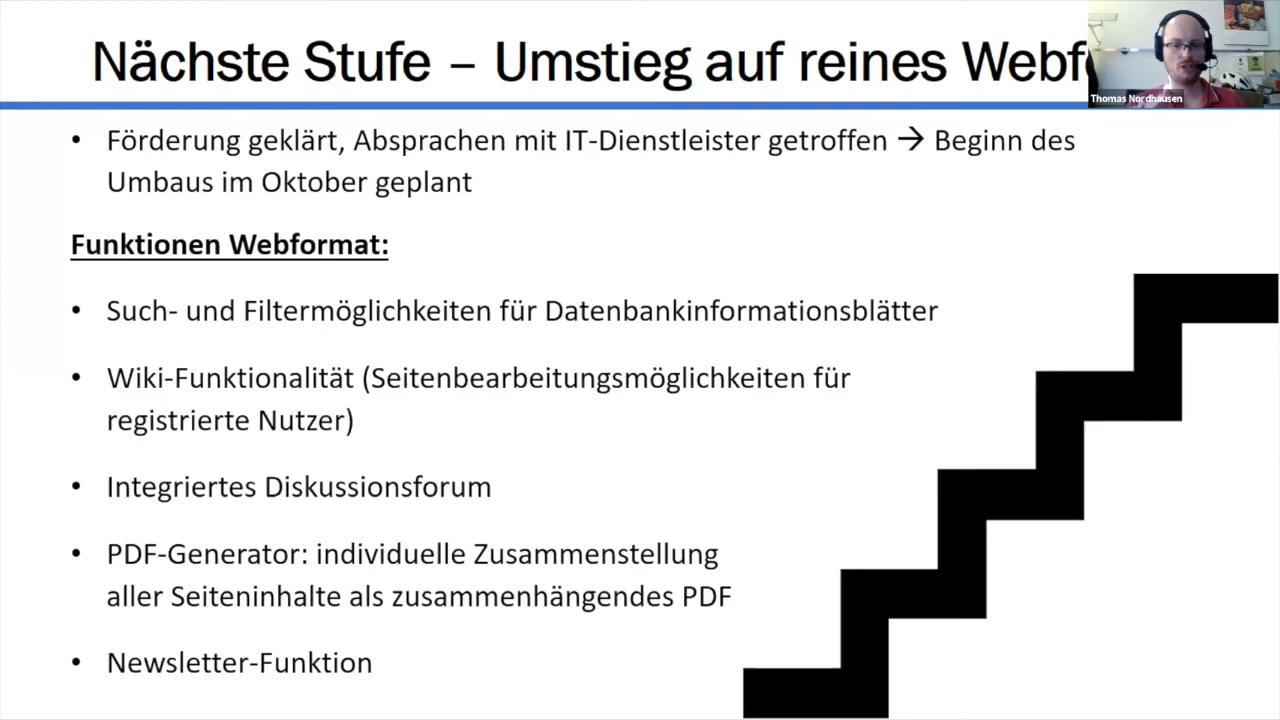 Nächste Stufe – Umstieg auf reines
Thomas Nordhausen
• Förderung geklärt, Absprachen mit IT-Dienstleister getroffen → Beginn des
Umbaus im Oktober geplant
Funktionen Webformat:
• Such- und Filtermöglichkeiten für Datenbankinformationsblätter
• Wiki-Funktionalität (Seitenbearbeitungsmöglichkeiten für
registrierte Nutzer)
• Integriertes Diskussionsforum
• PDF-Generator: individuelle Zusammenstellung
aller Seiteninhalte als zusammenhängendes PDF
• Newsletter-Funktion